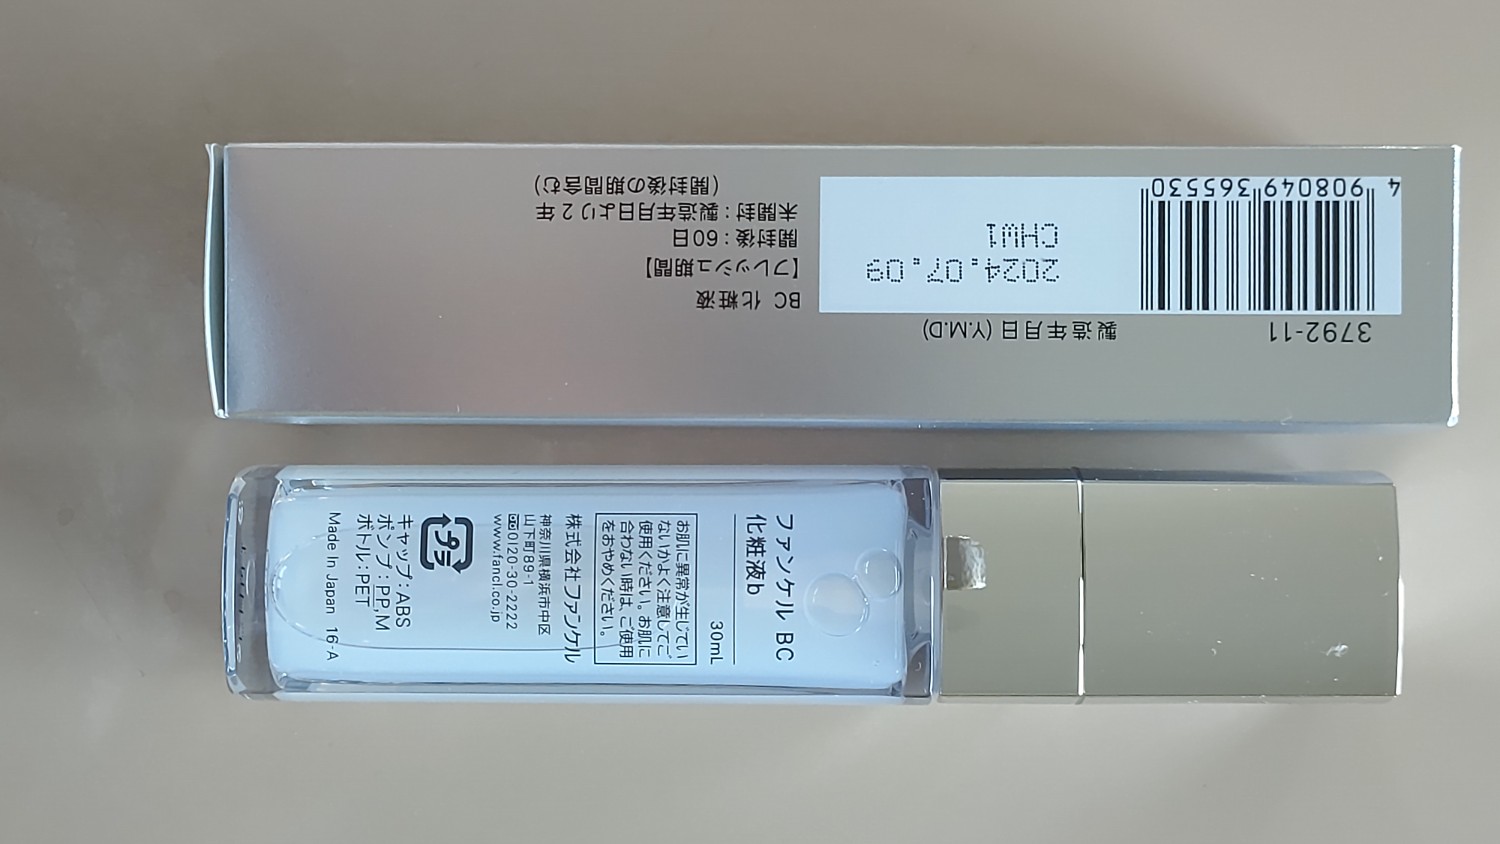 3792-11
製造年月日 (Y.M.D)
2024.07.09
CHW1
4 908049 365530
BC 化粧液
【フレッシュ期間】
開封後：60日
未開封：製造年月日より2年
（開封後の期間含む）
ファンケル BC
化粧液b
30mL
お肌に異常が生じてい
ないかよく注意してご
使用ください。お肌に
合わない時は、ご使用
をおやめください。
株式会社ファンケル
神奈川県横浜市中区
山下町89-1
0120-30-2222
www.fancl.co.jp
プラ
キャップ：ABS
ポンプ：PP,M
ボトル：PET
Made In Japan 16-A